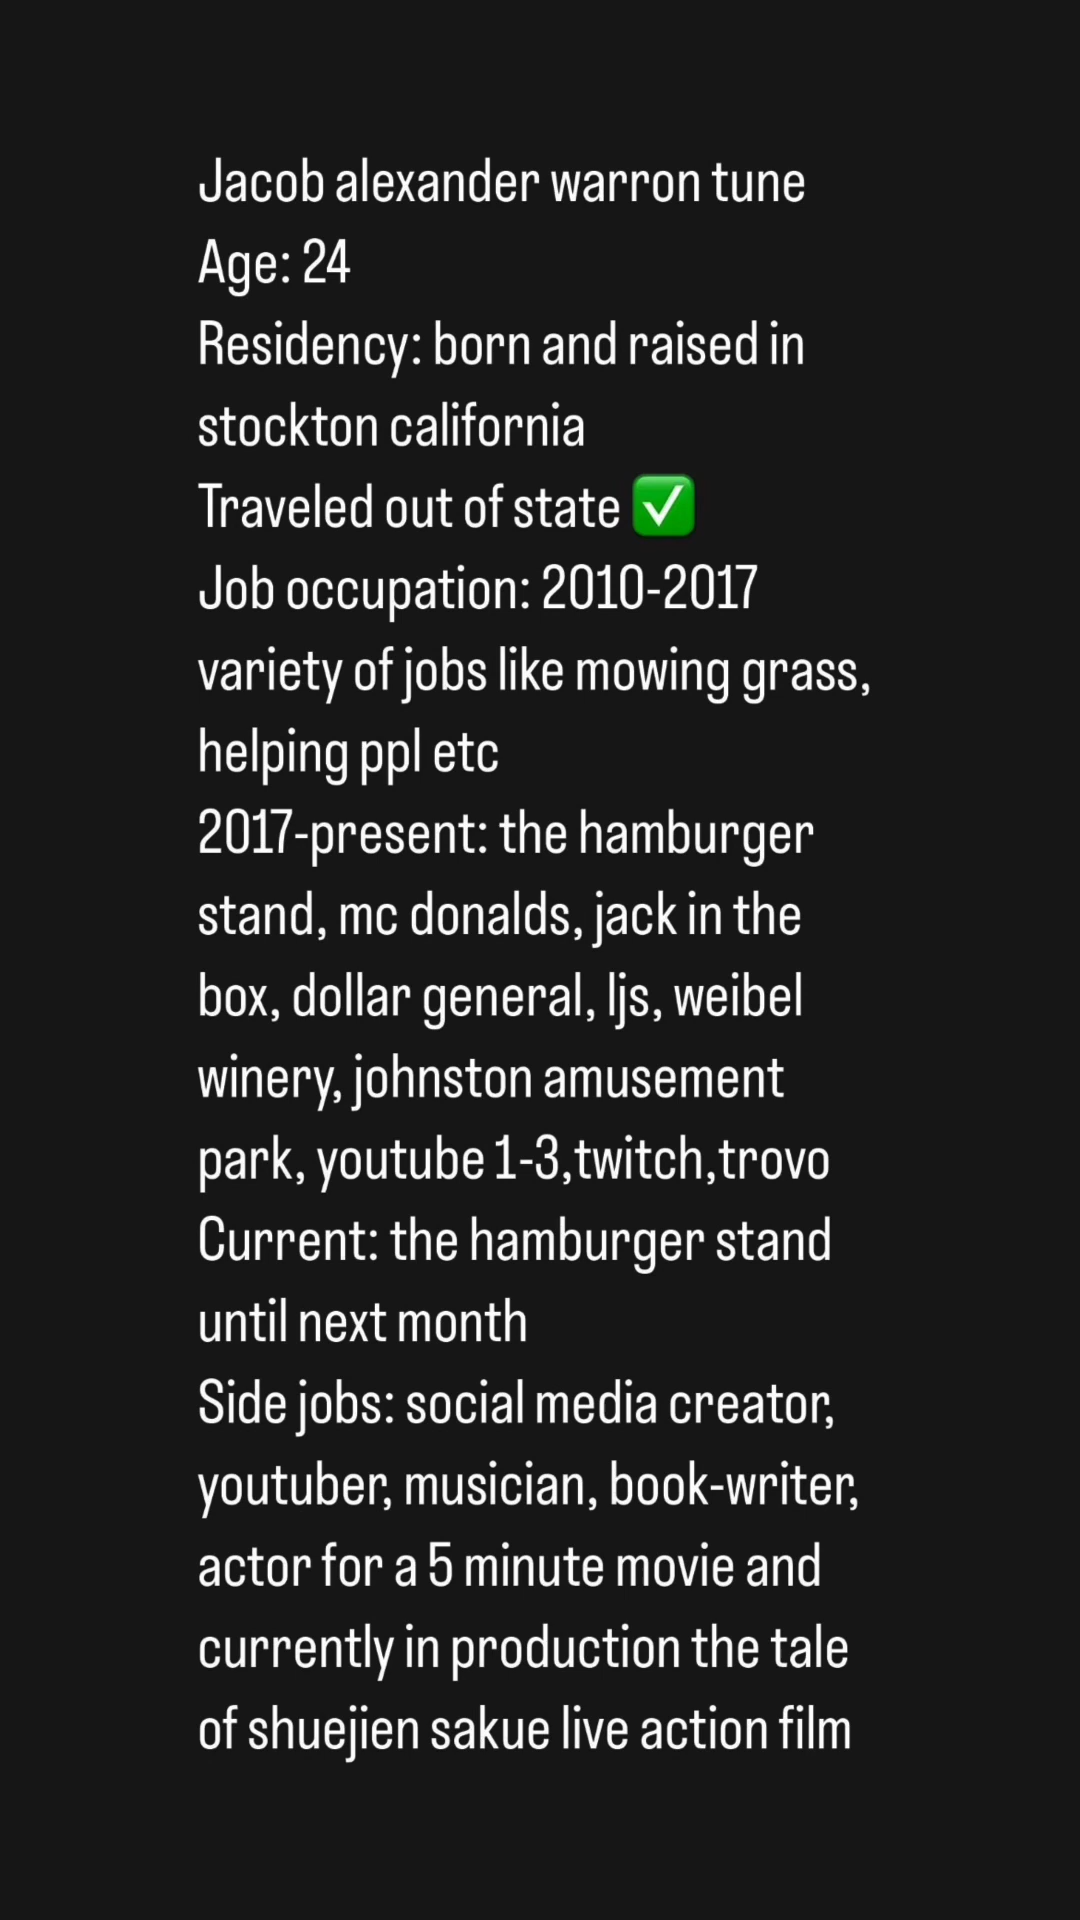 Jacob alexander warron tune
Age: 24
Residency: born and raised in
stockton california
Traveled out of state ✅
Job occupation: 2010-2017
variety of jobs like mowing grass,
helping ppl etc
2017-present: the hamburger
stand, mc donalds, jack in the
box, dollar general, ljs, weibel
winery, johnston amusement
park, youtube 1-3,twitch,trovo
Current: the hamburger stand
until next month
Side jobs: social media creator,
youtuber, musician, book-writer,
actor for a 5 minute movie and
currently in production the tale
of shuejien sakue live action film